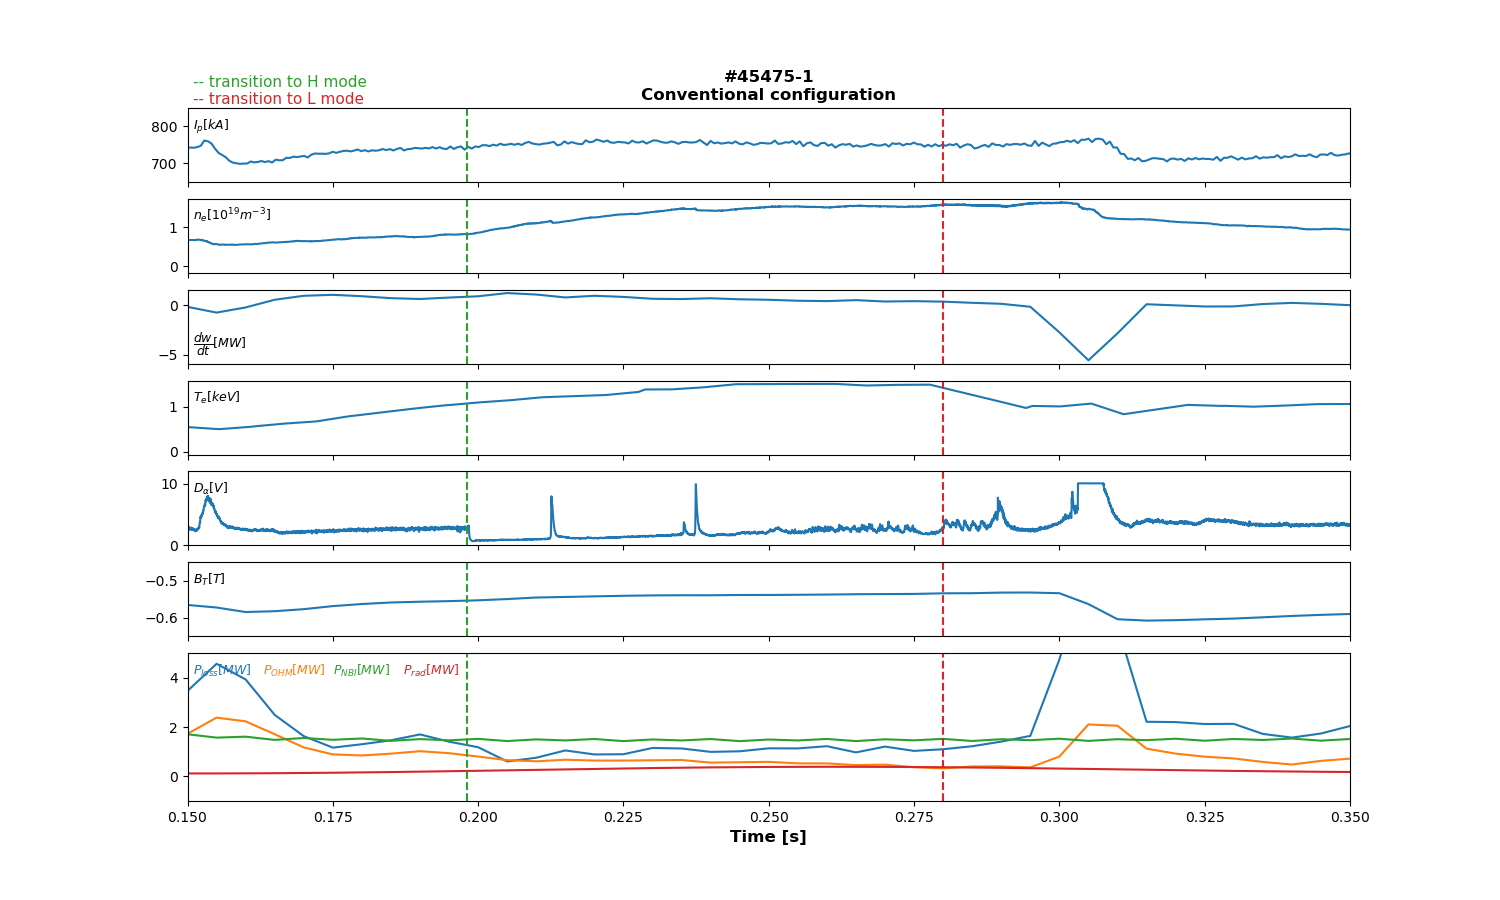 -- transition to H mode
-- transition to L mode
#45475-1
Conventional configuration
I_p[kA]
800
700
n_e[10^{19}m^{-3}]
1
0
0
−5
dw/dt[MW]
T_e[keV]
1
0
D_α[V]
10
0
B_T[T]
−0.5
−0.6
P_loss[MW] P_OHM[MW] P_NBI[MW] P_rad[MW]
4
2
0
0.150 0.175 0.200 0.225 0.250 0.275 0.300 0.325 0.350
Time [s]